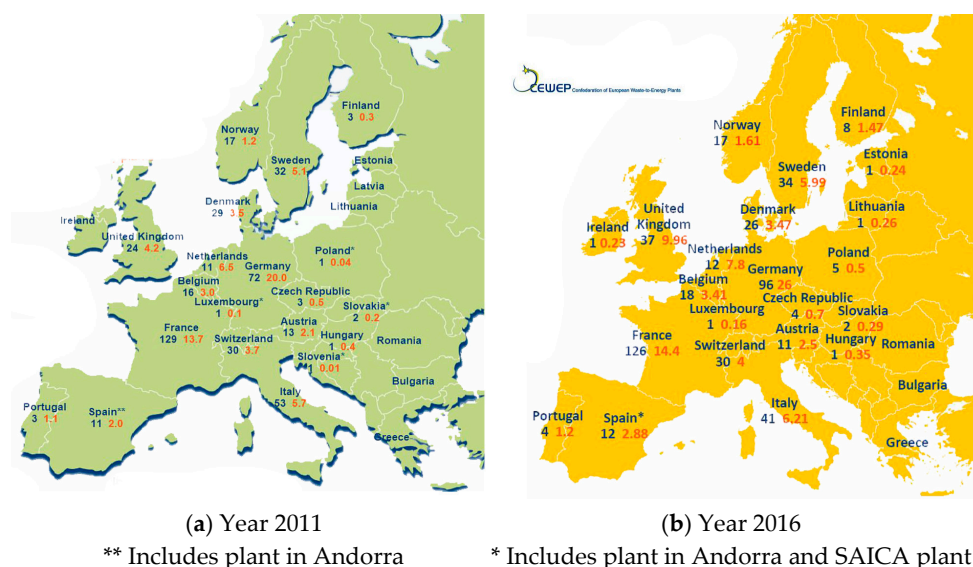 Finland
3 0.3
Norway
17 1.2
Sweden
32 5.1
Estonia
Latvia
Lithuania
Denmark
29 3.5
Ireland
United Kingdom
24 4.2
Netherlands
11 6.5
Germany
72 20.0
Poland*
1 0.04
Belgium
16 3.0
Luxembourg*
1 0.1
Czech Republic
3 0.6
Slovakia*
2 0.2
France
129 13.7
Switzerland
30 3.7
Austria
13 2.1
Hungary
1 0.4
Slovenia*
1 0.01
Romania
Bulgaria
Italy
53 5.7
Portugal
3 1.1
Spain**
11 2.0
Greece
(a) Year 2011
** Includes plant in Andorra
CEWEP Confederation of European Waste-to-Energy Plants
Finland
8 1.47
Norway
17 1.61
Sweden
34 5.99
Estonia
1 0.24
Lithuania
1 0.26
Denmark
26 3.47
United
Kingdom
37 9.96
Ireland
1 0.23
Netherlands
12 7.8
Germany
96 26
Poland
5 0.5
Belgium
18 3.41
Luxembourg
1 0.16
Czech Republic
4 0.7
Slovakia
2 0.29
France
126 14.4
Switzerland
30 4
Austria
11 2.5
Hungary
1 0.35
Romania
Bulgaria
Italy
41 6.21
Portugal
4 1.2
Spain*
12 2.88
Greece
(b) Year 2016
* Includes plant in Andorra and SAICA plant